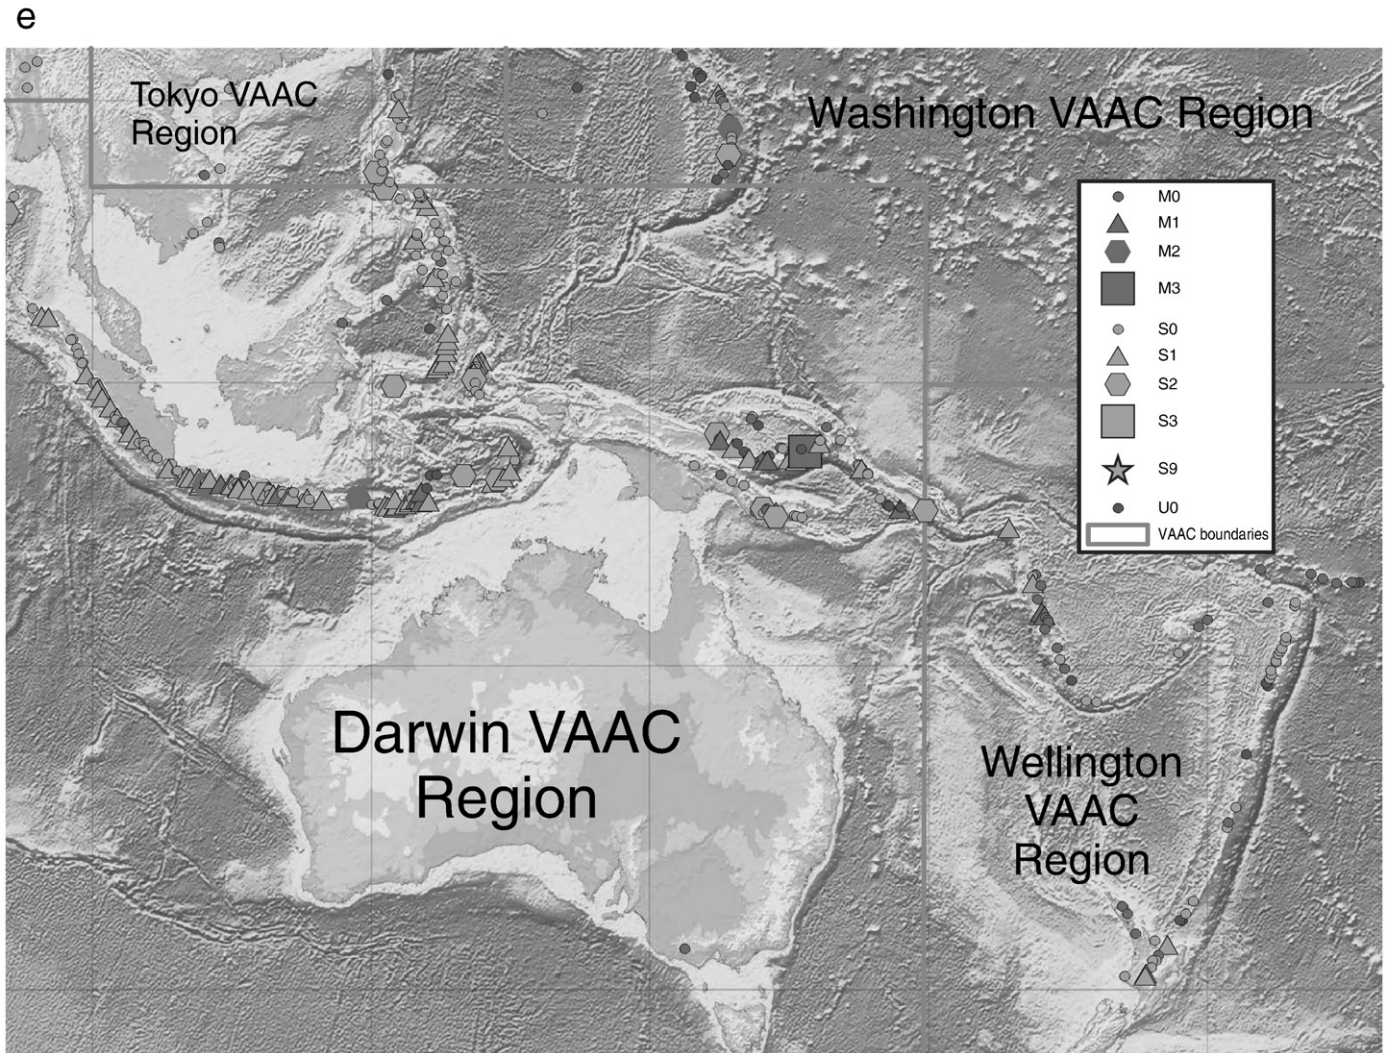 e
Tokyo VAAC
Region
Washington VAAC Region
M0
M1
M2
M3
S0
S1
S2
S3
S9
U0
VAAC boundaries
Darwin VAAC
Region
Wellington
VAAC
Region